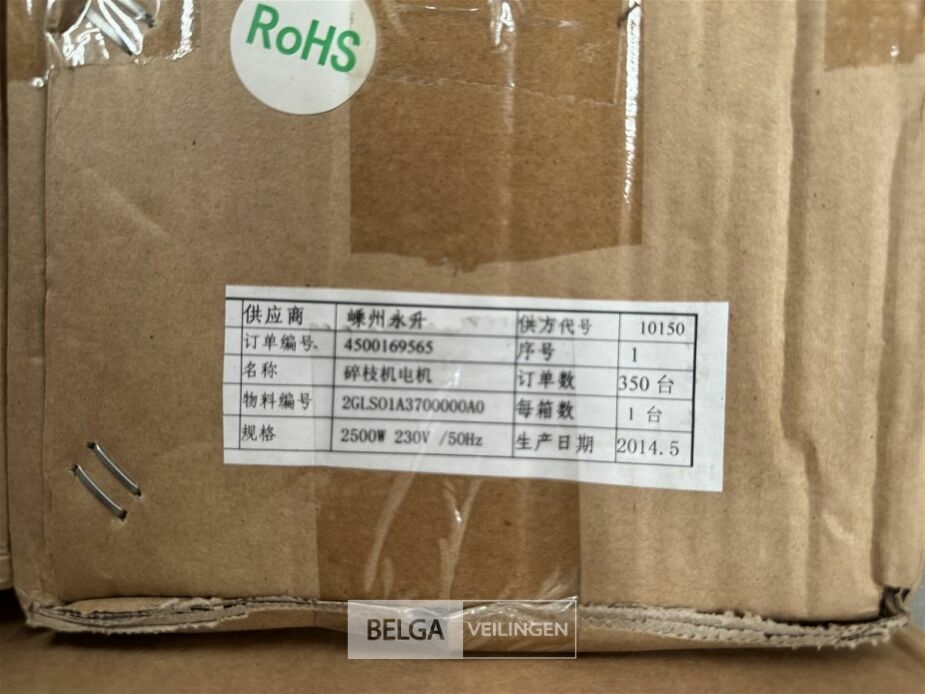 RoHS
供应商 嵊州永升 供方代号 10150
订单编号. 4500169565 序号 1
名称 碎枝机电机 订单数 350 台
物料编号 2GLS01A3700000A0 每箱数 1 台
规格 2500W 230V /50Hz 生产日期 2014.5
BELGA VEILINGEN